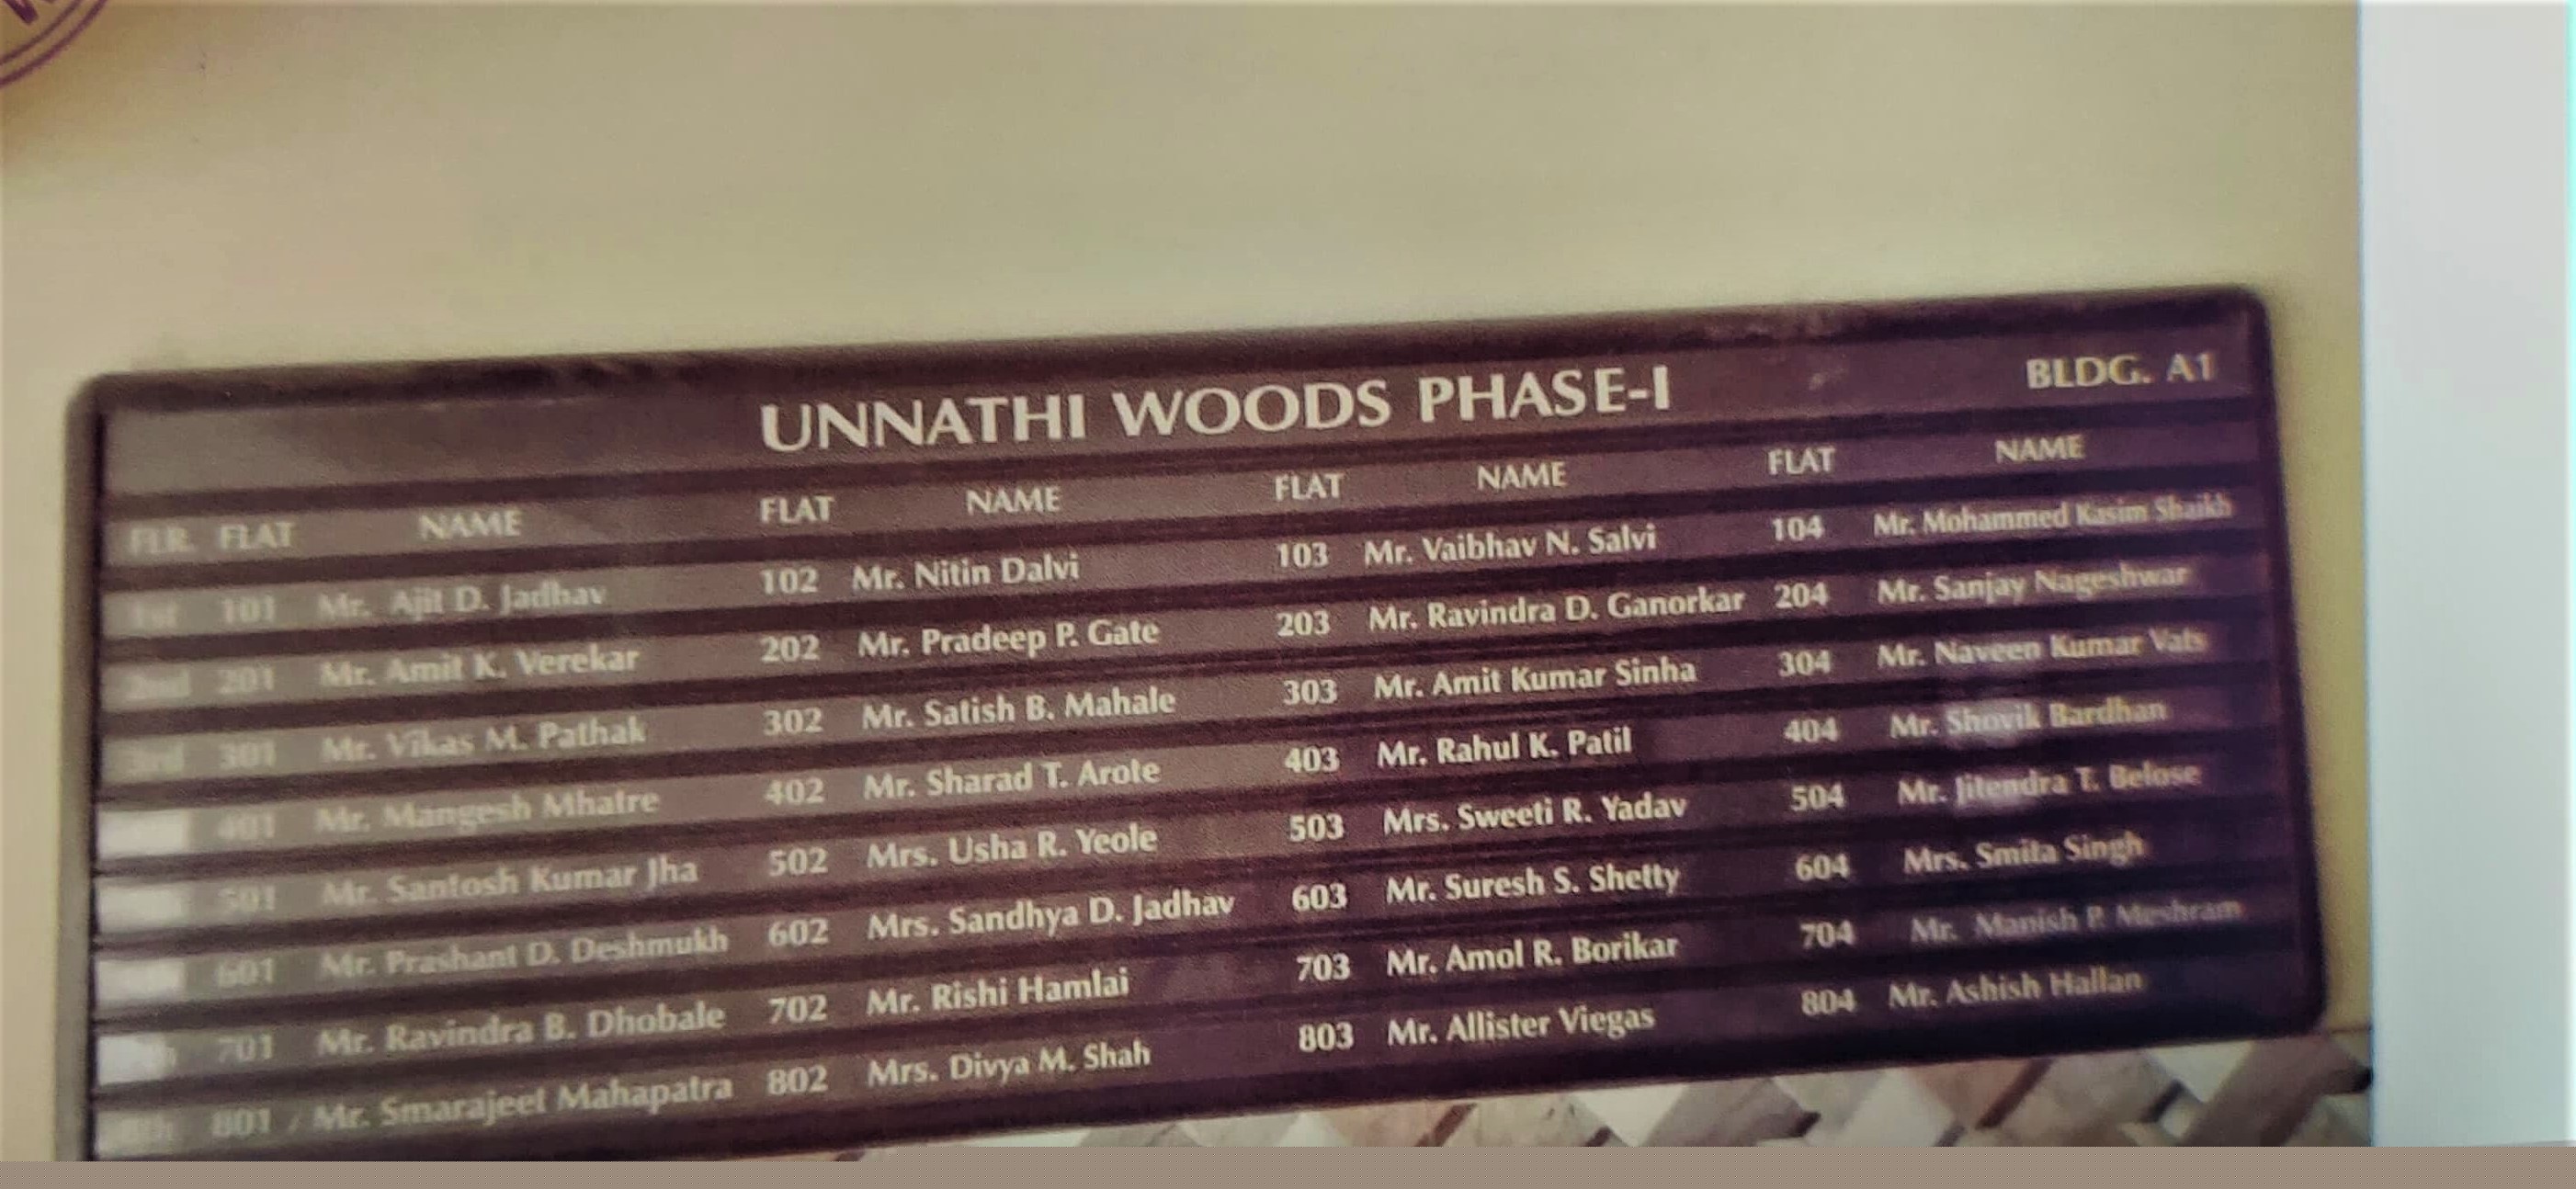 UNNATHI WOODS PHASE-I BLDG. A1
FLR. FLAT NAME FLAT NAME FLAT NAME FLAT NAME
1st 101 Mr. Ajit D. Jadhav 102 Mr. Nitin Dalvi 103 Mr. Vaibhav N. Salvi 104 Mr. Mohammed Kasim Shaikh
2nd 201 Mr. Amit K. Verekar 202 Mr. Pradeep P. Gate 203 Mr. Ravindra D. Ganorkar 204 Mr. Sanjay Nageshwar
3rd 301 Mr. Vikas M. Pathak 302 Mr. Satish B. Mahale 303 Mr. Amit Kumar Sinha 304 Mr. Naveen Kumar Vats
401 Mr. Mangesh Mhatre 402 Mr. Sharad T. Arote 403 Mr. Rahul K. Patil 404 Mr. Shovik Bardhan
501 Mr. Santosh Kumar Jha 502 Mrs. Usha R. Yeole 503 Mrs. Sweeti R. Yadav 504 Mr. Jitendra T. Belose
601 Mr. Prashant D. Deshmukh 602 Mrs. Sandhya D. Jadhav 603 Mr. Suresh S. Shetty 604 Mrs. Smita Singh
701 Mr. Ravindra B. Dhobale 702 Mr. Rishi Hamlai 703 Mr. Amol R. Borikar 704 Mr. Manish P. Meshram
8th 801 / Mr. Smarajeet Mahapatra 802 Mrs. Divya M. Shah 803 Mr. Allister Viegas 804 Mr. Ashish Hallan